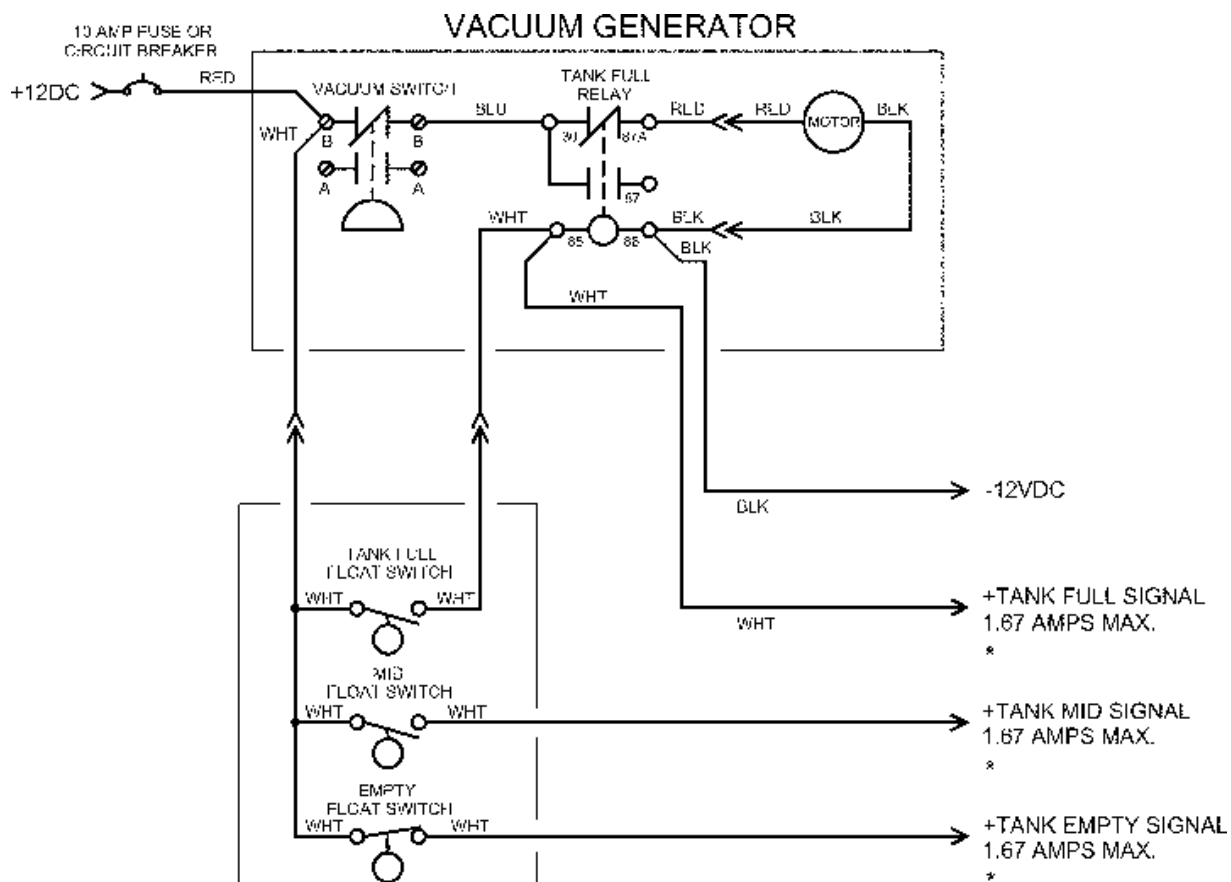 VACUUM GENERATOR
10 AMP FUSE OR
CIRCUIT BREAKER
+12DC
RED
VACUUM SWITCH
TANK FULL
RELAY
WHT
B
B
BLU
30
87A
RED
RED
MOTOR
BLK
A
A
87
WHT
85
86
BLK
BLK
BLK
WHT
-12VDC
BLK
TANK FULL
FLOAT SWITCH
WHT
WHT
WHT
+TANK FULL SIGNAL
1.67 AMPS MAX.
*
MID
FLOAT SWITCH
WHT
WHT
+TANK MID SIGNAL
1.67 AMPS MAX.
*
EMPTY
FLOAT SWITCH
WHT
WHT
+TANK EMPTY SIGNAL
1.67 AMPS MAX.
*